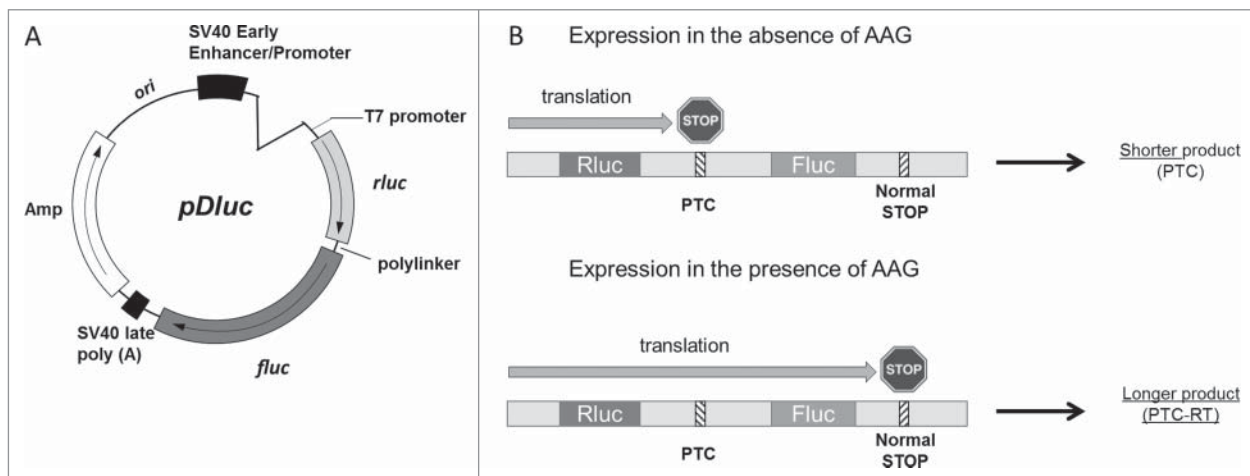 A
SV40 Early
Enhancer/Promoter
ori
T7 promoter
rluc
Amp
pDluc
polylinker
SV40 late
poly (A)
fluc
B
Expression in the absence of AAG
translation
STOP
Rluc
Fluc
PTC
Normal
STOP
Shorter product
(PTC)
Expression in the presence of AAG
translation
STOP
Rluc
Fluc
PTC
Normal
STOP
Longer product
(PTC-RT)